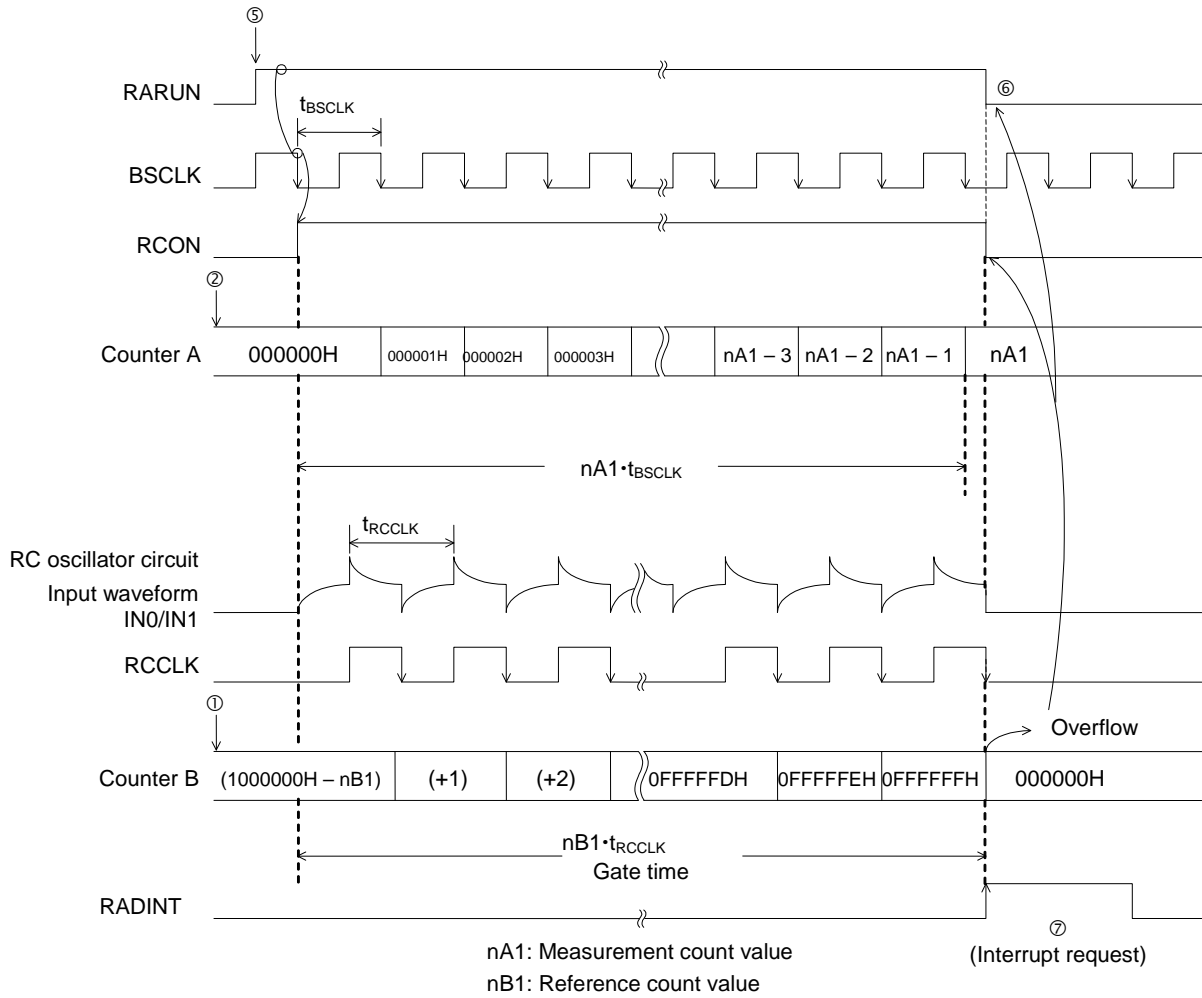 ⑤
RARUN
⑥
tBSCLK
BSCLK
RCON
②
Counter A
000000H
000001H
000002H
000003H
nA1 – 3
nA1 – 2
nA1 – 1
nA1
nA1•tBSCLK
tRCCLK
RC oscillator circuit
Input waveform
IN0/IN1
RCCLK
①
Overflow
Counter B
(1000000H – nB1)
(+1)
(+2)
0FFFFFDH
0FFFFFEH
0FFFFFFH
000000H
nB1•tRCCLK
Gate time
RADINT
⑦
(Interrupt request)
nA1: Measurement count value
nB1: Reference count value